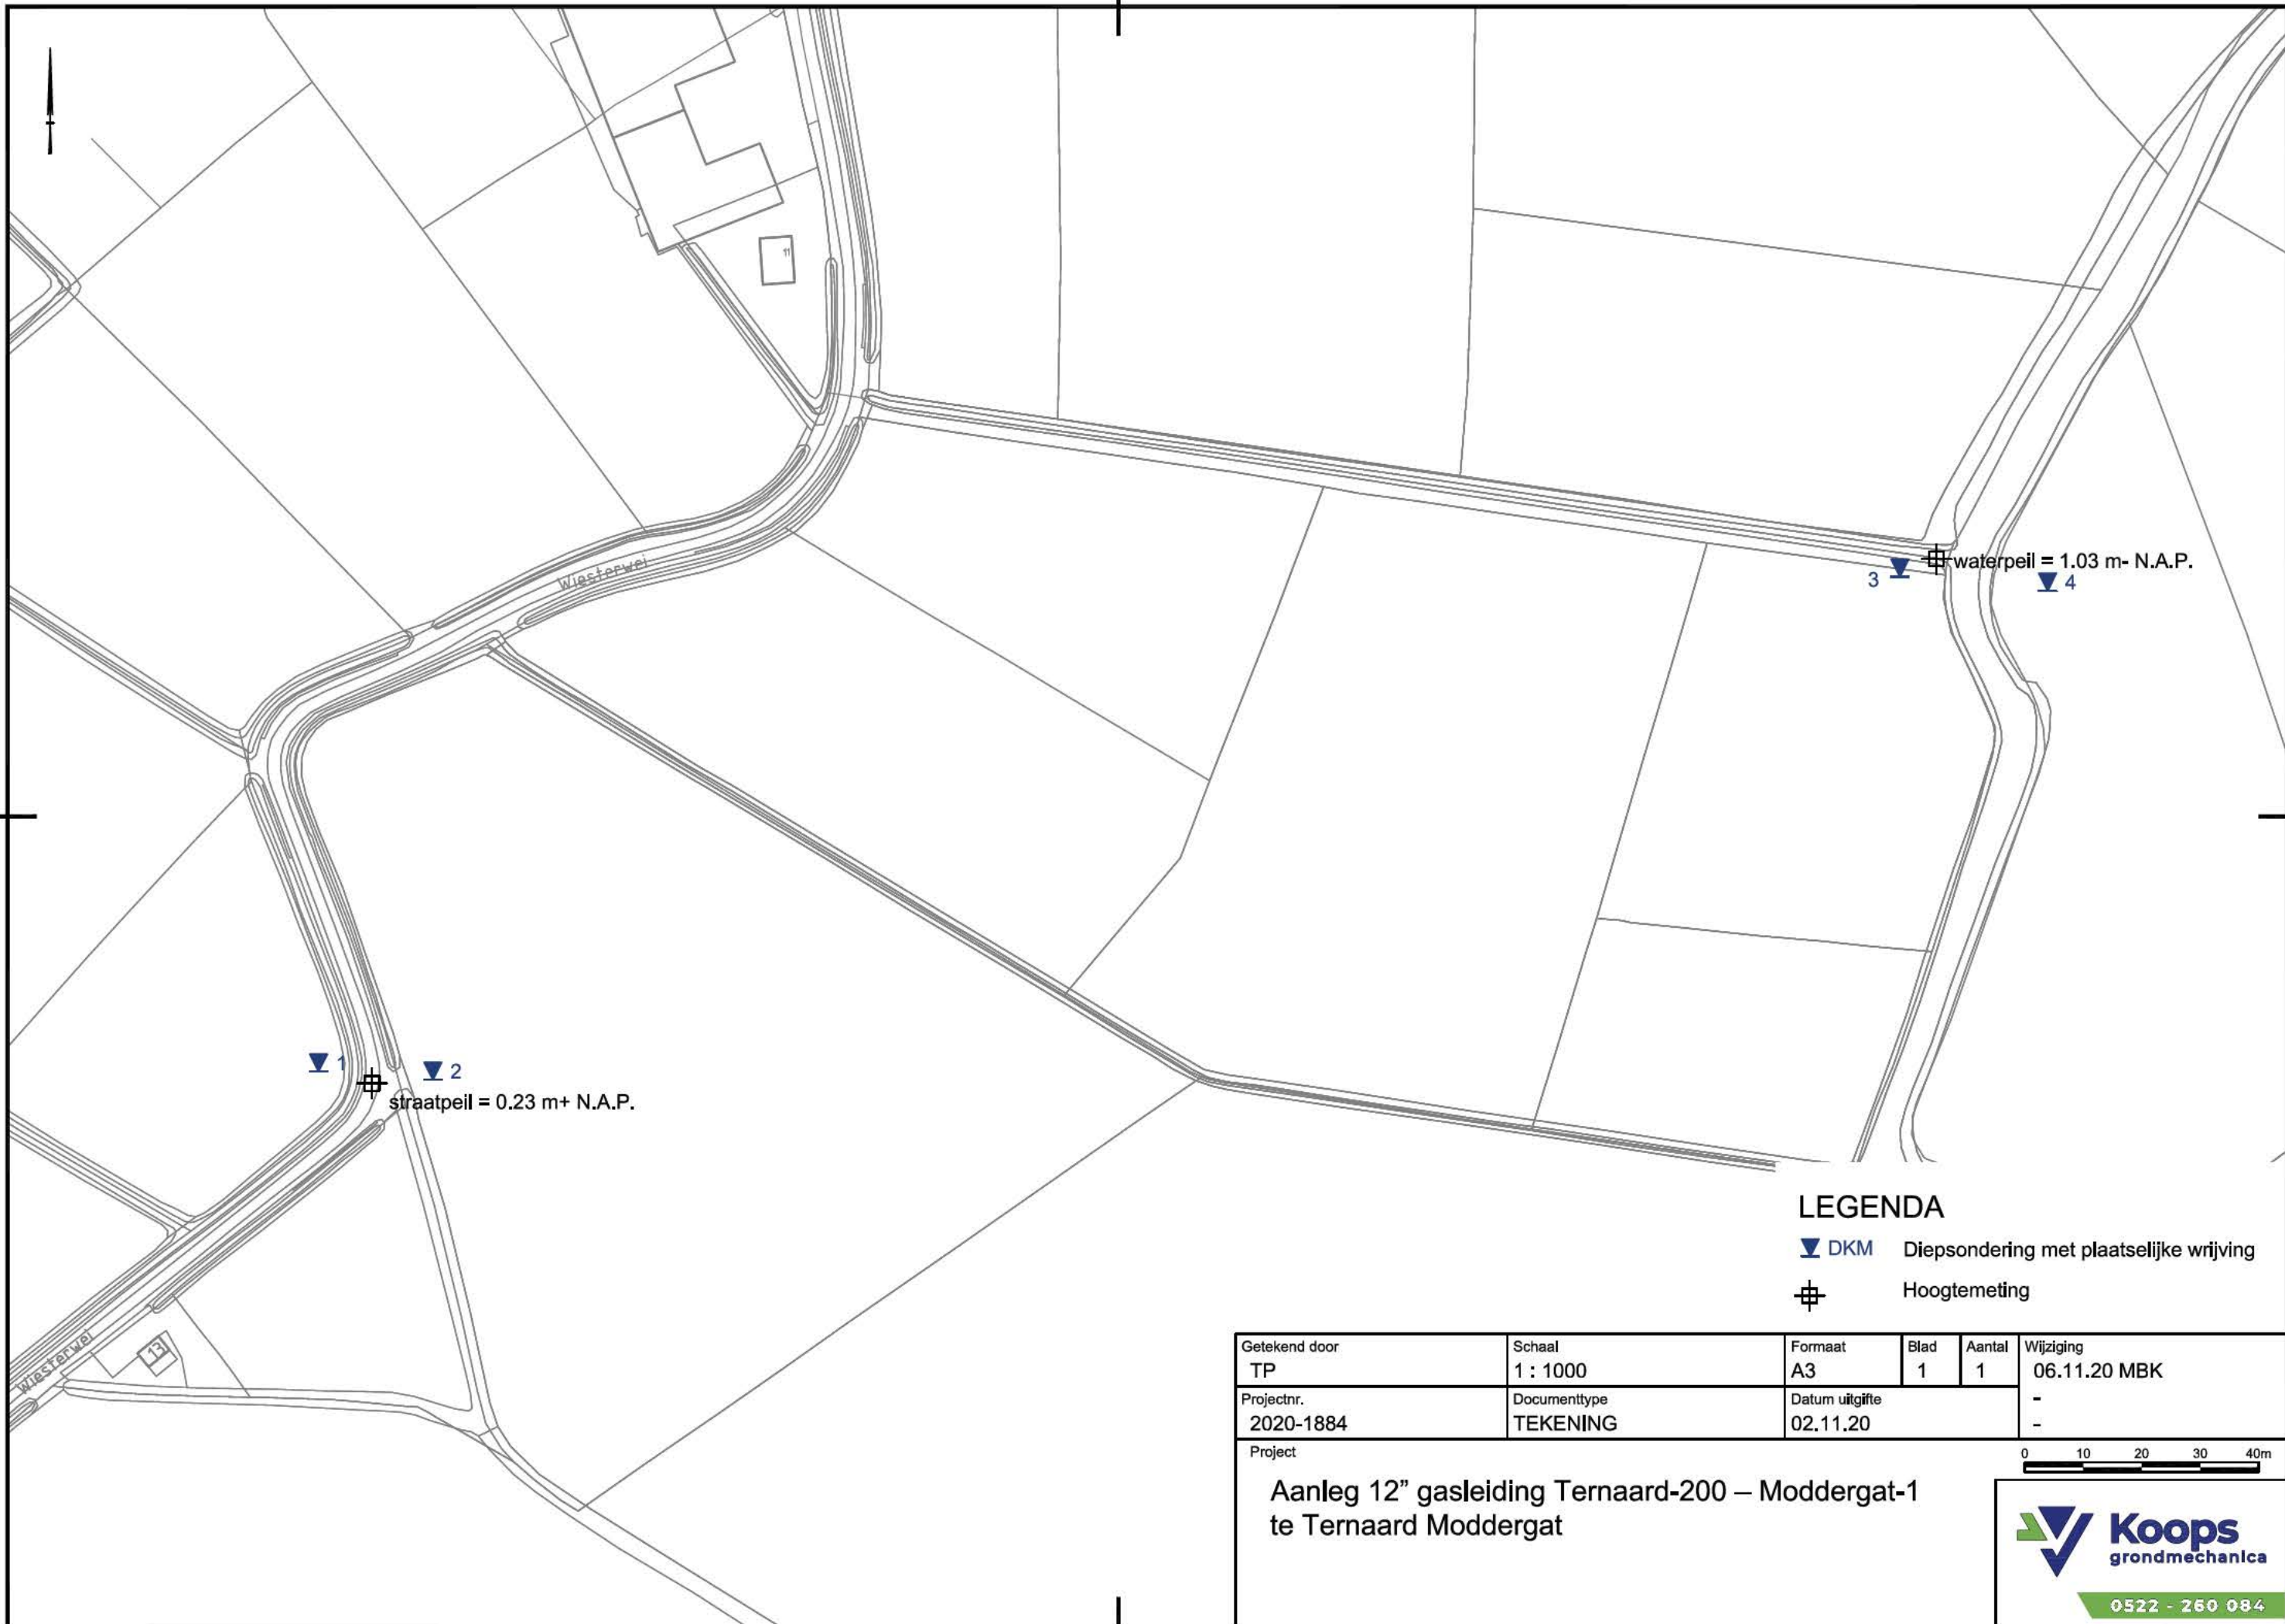 11
Wiesterwei
waterpeil = 1.03 m- N.A.P.
3
4
1
2
straatpeil = 0.23 m+ N.A.P.
Wiesterwei
13
LEGENDA
DKM Diepsondering met plaatselijke wrijving
Hoogtemeting
Getekend door
TP
Schaal
1 : 1000
Formaat
A3
Blad
1
Aantal
1
Wijziging
06.11.20 MBK
-
-
Projectnr.
2020-1884
Documenttype
TEKENING
Datum uitgifte
02.11.20
Project
Aanleg 12” gasleiding Ternaard-200 – Moddergat-1
te Ternaard Moddergat
0 10 20 30 40m
Koops
grondmechanica
0522 - 260 084